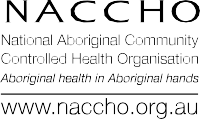 NACCHO
National Aboriginal Community
Controlled Health Organisation
Aboriginal health in Aboriginal hands
www.naccho.org.au